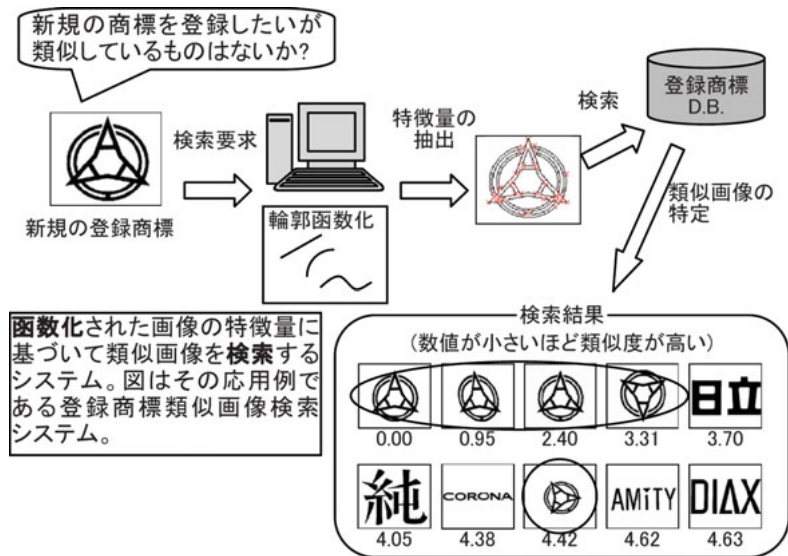 新規の商標を登録したいが
類似しているものはないか?
検索要求
新規の登録商標
輪郭函数化
特徴量の
抽出
検索
登録商標
D.B.
類似画像の
特定
函数化された画像の特徴量に
基づいて類似画像を検索する
システム。図はその応用例で
ある登録商標類似画像検索
システム。
検索結果
(数値が小さいほど類似度が高い)
日立
0.00 0.95 2.40 3.31 3.70
純 CORONA AMiTY DIAX
4.05 4.38 4.42 4.62 4.63